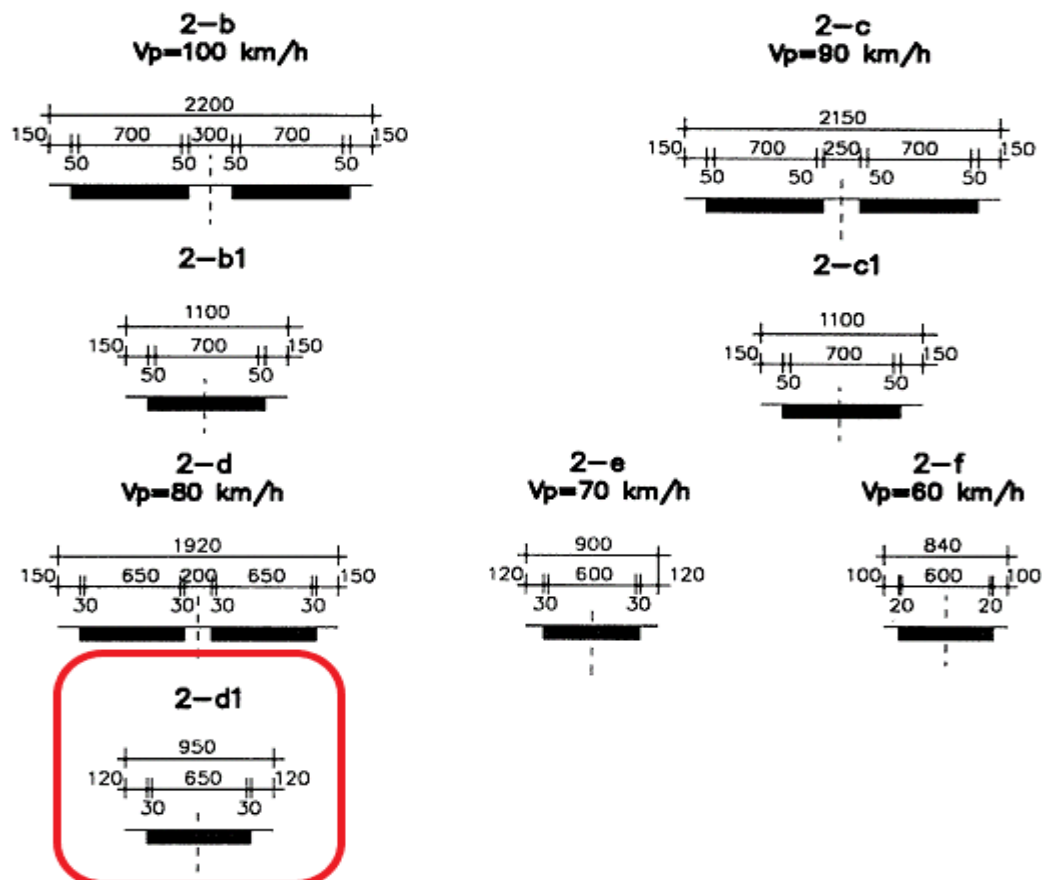 2-b
Vp=100 km/h
2200
150 700 300 700 150
50 50 50 50
2-c
Vp=90 km/h
2150
150 700 250 700 150
50 50 50 50
2-b1
1100
150 700 150
50 50
2-c1
1100
150 700 150
50 50
2-d
Vp=80 km/h
1920
150 650 200 650 150
30 30 30 30
2-e
Vp=70 km/h
900
120 600 120
30 30
2-f
Vp=60 km/h
840
100 600 100
20 20
2-d1
950
120 650 120
30 30